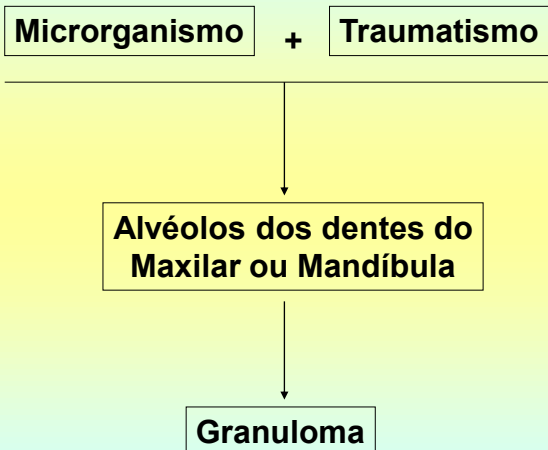 Microrganismo + Traumatismo
Alvéolos dos dentes do
Maxilar ou Mandíbula
Granuloma